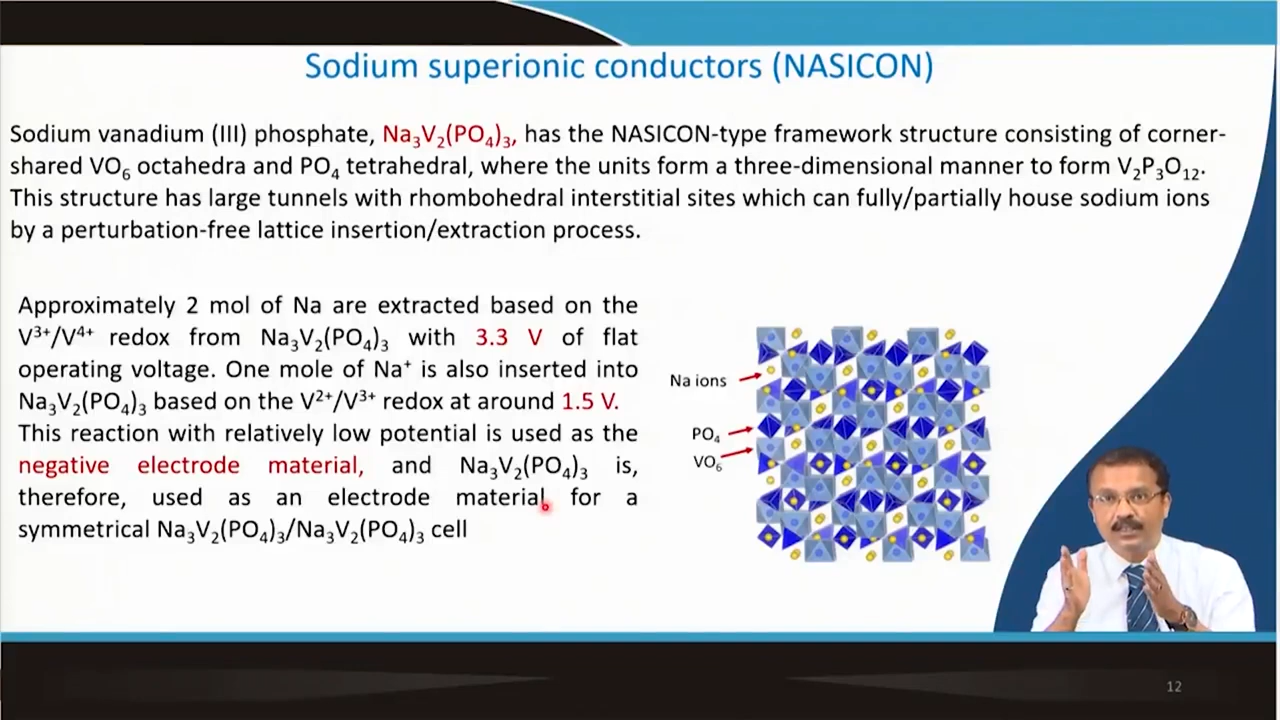 Sodium superionic conductors (NASICON)
Sodium vanadium (III) phosphate, Na₃V₂(PO₄)₃, has the NASICON-type framework structure consisting of corner-
shared VO₆ octahedra and PO₄ tetrahedral, where the units form a three-dimensional manner to form V₂P₃O₁₂.
This structure has large tunnels with rhombohedral interstitial sites which can fully/partially house sodium ions
by a perturbation-free lattice insertion/extraction process.
Approximately 2 mol of Na are extracted based on the
V³⁺/V⁴⁺ redox from Na₃V₂(PO₄)₃ with 3.3 V of flat
operating voltage. One mole of Na⁺ is also inserted into
Na₃V₂(PO₄)₃ based on the V²⁺/V³⁺ redox at around 1.5 V.
This reaction with relatively low potential is used as the
negative electrode material, and Na₃V₂(PO₄)₃ is,
therefore, used as an electrode material for a
symmetrical Na₃V₂(PO₄)₃/Na₃V₂(PO₄)₃ cell
Na ions
PO₄
VO₆
12